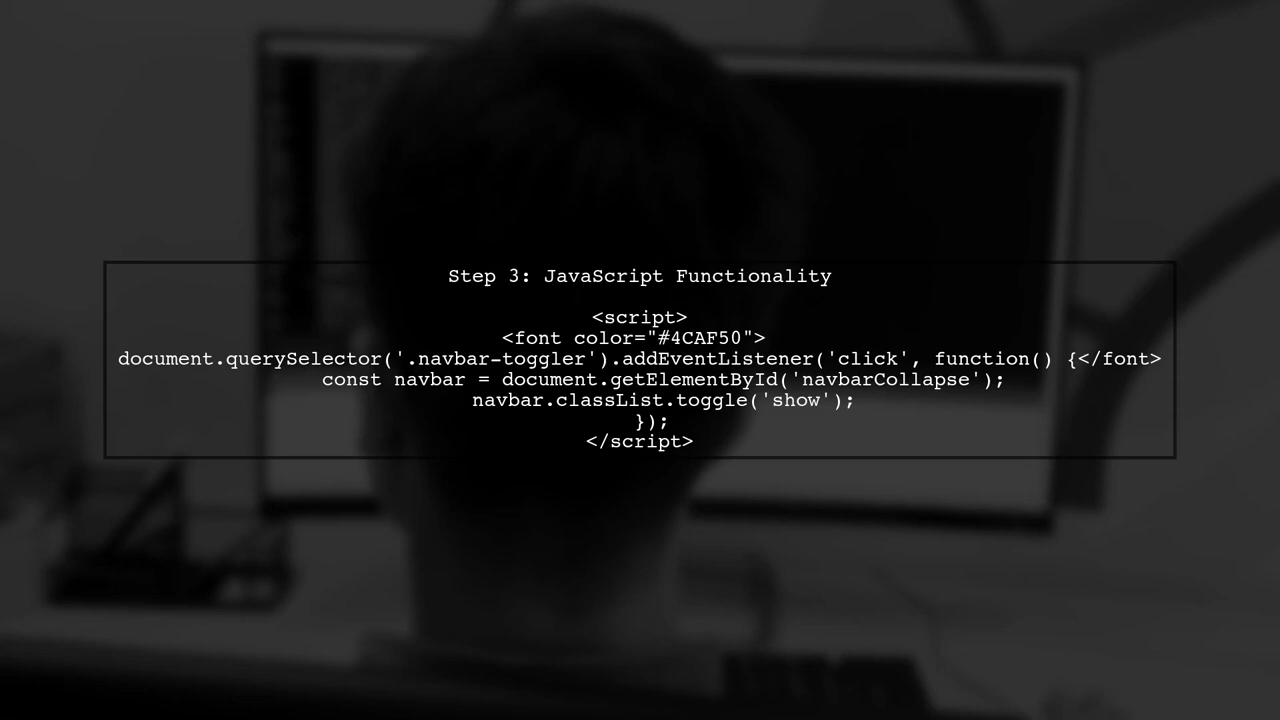 Step 3: JavaScript Functionality
<script>
<font color="#4CAF50">
document.querySelector('.navbar-toggler').addEventListener('click', function() {</font>
const navbar = document.getElementById('navbarCollapse');
navbar.classList.toggle('show');
});
</script>